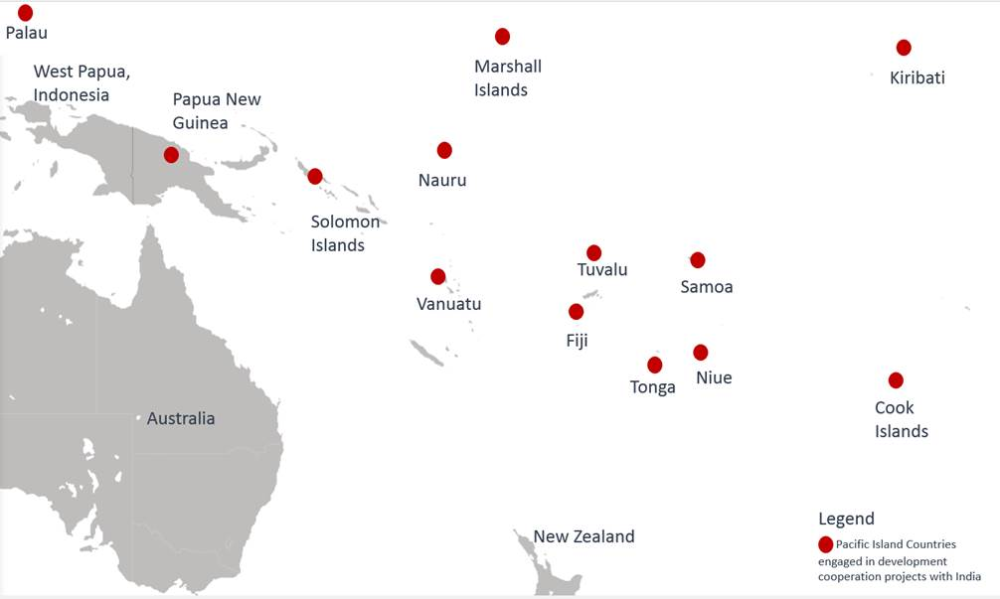 Palau
West Papua,
Indonesia
Papua New
Guinea
Marshall
Islands
Kiribati
Nauru
Solomon
Islands
Tuvalu
Samoa
Vanuatu
Fiji
Tonga
Niue
Cook
Islands
Australia
New Zealand
Legend
Pacific Island Countries
engaged in development
cooperation projects with India